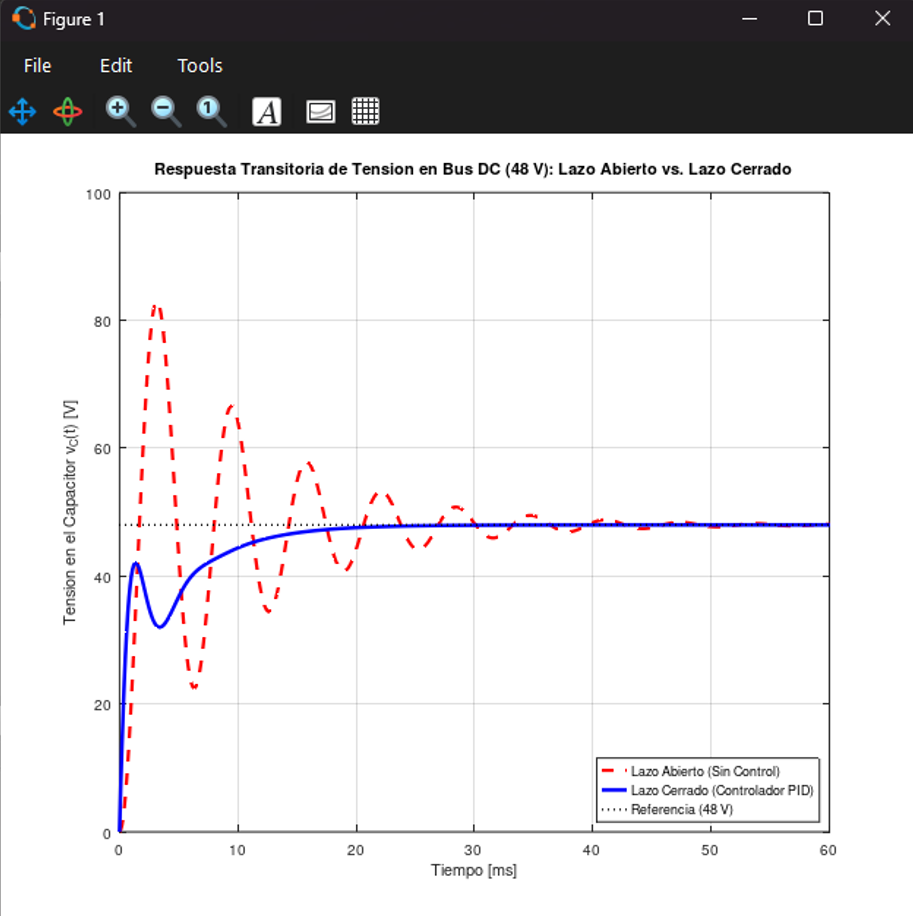 Figure 1
File Edit Tools
1 A
Respuesta Transitoria de Tension en Bus DC (48 V): Lazo Abierto vs. Lazo Cerrado
100
80
60
40
20
0
Tension en el Capacitor v_C(t) [V]
0 10 20 30 40 50 60
Tiempo [ms]
Lazo Abierto (Sin Control)
Lazo Cerrado (Controlador PID)
Referencia (48 V)